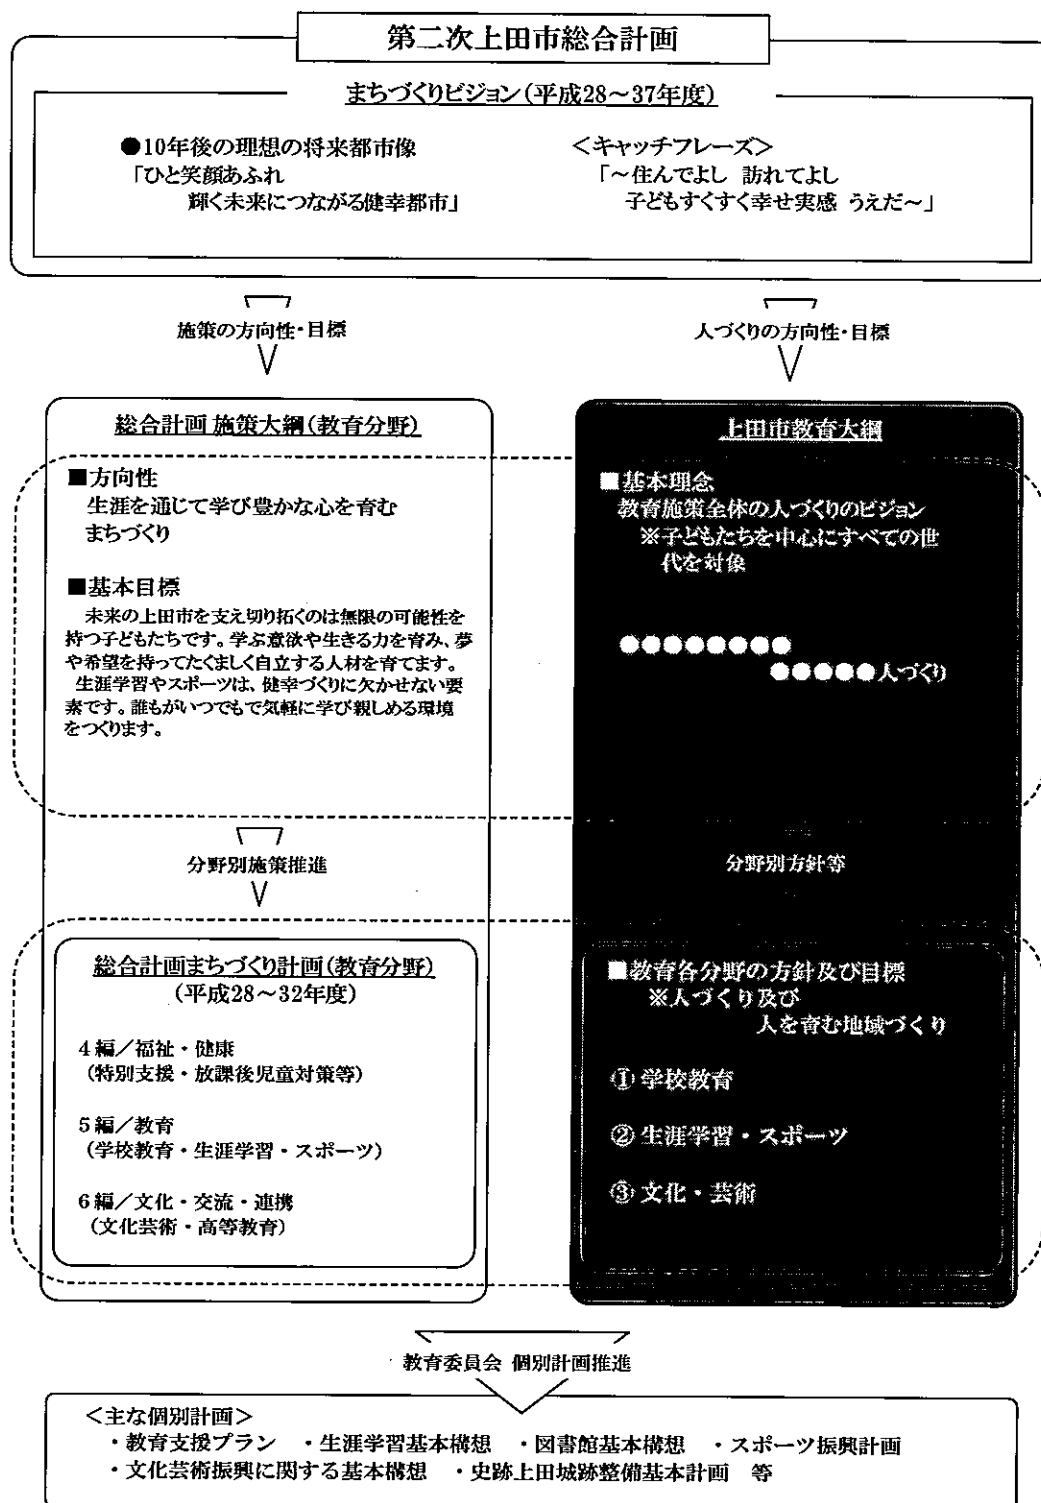 第二次上田市総合計画
まちづくりビジョン(平成28～37年度)
●10年後の理想の将来都市像
「ひと笑顔あふれ
輝く未来につながる健幸都市」
＜キャッチフレーズ＞
「～住んでよし 訪れてよし
子どもすくすく幸せ実感 うえだ～」
施策の方向性・目標
人づくりの方向性・目標
総合計画 施策大綱(教育分野)
■方向性
生涯を通じて学び豊かな心を育む
まちづくり
■基本目標
未来の上田市を支え切り拓くのは無限の可能性を
持つ子どもたちです。学ぶ意欲や生きる力を育み、夢
や希望を持ってたくましく自立する人材を育てます。
生涯学習やスポーツは、健幸づくりに欠かせない要
素です。誰もがいつでもで気軽に学び親しめる環境
をつくります。
分野別施策推進
総合計画まちづくり計画(教育分野)
(平成28～32年度)
4編／福祉・健康
(特別支援・放課後児童対策等)
5編／教育
(学校教育・生涯学習・スポーツ)
6編／文化・交流・連携
(文化芸術・高等教育)
上田市教育大綱
■基本理念
教育施策全体の人づくりのビジョン
※子どもたちを中心にすべての世
代を対象
●●●●●●●●
●●●●●人づくり
分野別方針等
■教育各分野の方針及び目標
※人づくり及び
人を育む地域づくり
① 学校教育
② 生涯学習・スポーツ
③ 文化・芸術
教育委員会 個別計画推進
＜主な個別計画＞
・教育支援プラン ・生涯学習基本構想 ・図書館基本構想 ・スポーツ振興計画
・文化芸術振興に関する基本構想 ・史跡上田城跡整備基本計画 等